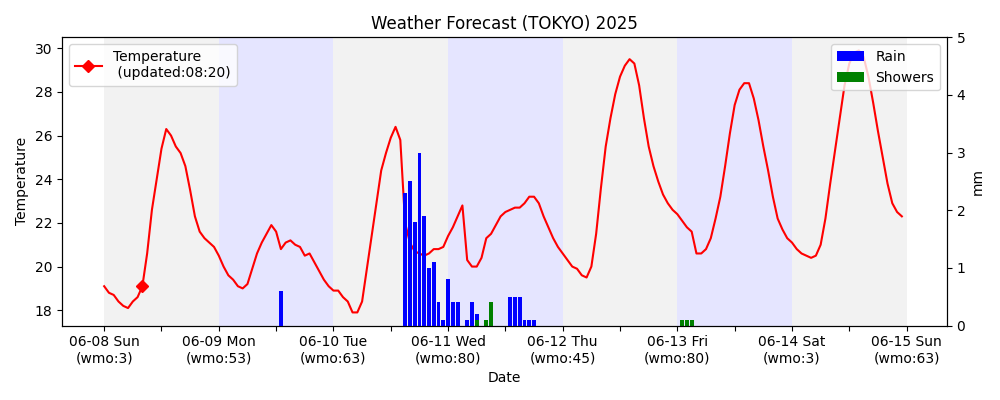 Weather Forecast (TOKYO) 2025
Temperature
(updated:08:20)
Rain
Showers
30
28
26
24
22
20
18
Temperature
5
4
3
2
1
0
mm
06-08 Sun
(wmo:3)
06-09 Mon
(wmo:53)
06-10 Tue
(wmo:63)
06-11 Wed
(wmo:80)
06-12 Thu
(wmo:45)
06-13 Fri
(wmo:80)
06-14 Sat
(wmo:3)
06-15 Sun
(wmo:63)
Date